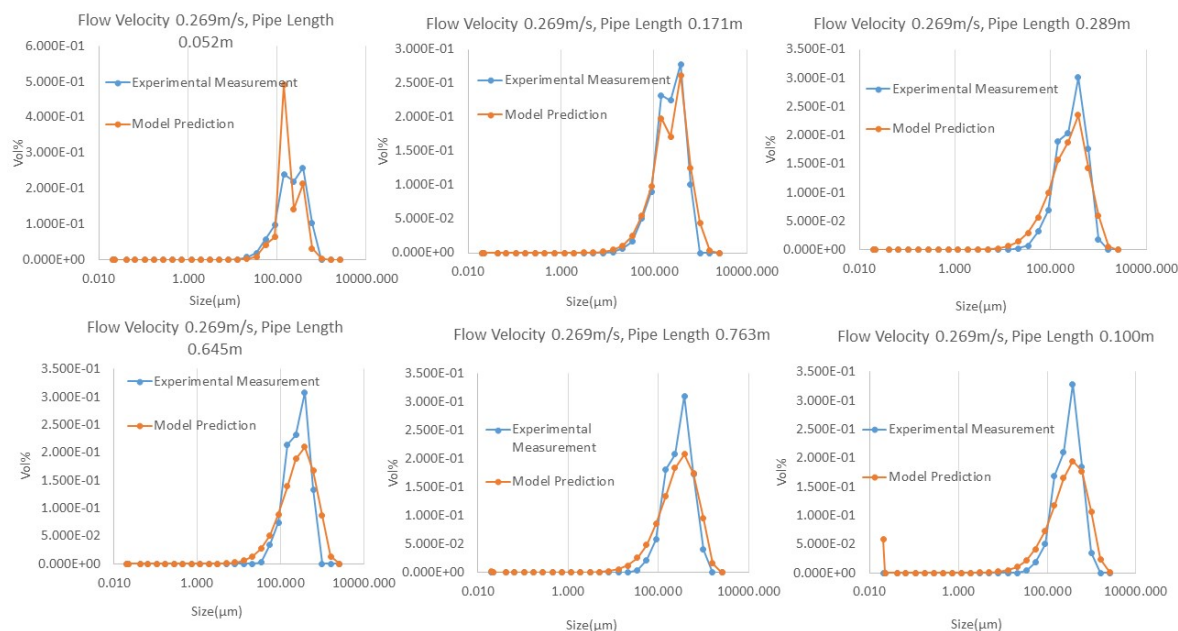 Flow Velocity 0.269m/s, Pipe Length
0.052m
6.000E-01
5.000E-01
4.000E-01
3.000E-01
2.000E-01
1.000E-01
0.000E+00
Vol%
Experimental Measurement
Model Prediction
0.010
1.000
100.000
10000.000
Size(μm)
Flow Velocity 0.269m/s, Pipe Length 0.171m
3.000E-01
2.500E-01
2.000E-01
1.500E-01
1.000E-01
5.000E-02
0.000E+00
Vol%
Experimental Measurement
Model Prediction
0.010
1.000
100.000
10000.000
Size(μm)
Flow Velocity 0.269m/s, Pipe Length 0.289m
3.500E-01
3.000E-01
2.500E-01
2.000E-01
1.500E-01
1.000E-01
5.000E-02
0.000E+00
Vol%
Experimental Measurement
Model Prediction
0.010
1.000
100.000
10000.000
Size(μm)
Flow Velocity 0.269m/s, Pipe Length
0.645m
3.500E-01
3.000E-01
2.500E-01
2.000E-01
1.500E-01
1.000E-01
5.000E-02
0.000E+00
Vol%
Experimental Measurement
Model Prediction
0.010
1.000
100.000
10000.000
Size(μm)
Flow Velocity 0.269m/s, Pipe Length 0.763m
3.500E-01
3.000E-01
2.500E-01
2.000E-01
1.500E-01
1.000E-01
5.000E-02
0.000E+00
Vol%
Experimental
Measurement
Model Prediction
0.010
1.000
100.000
10000.000
Size(μm)
Flow Velocity 0.269m/s, Pipe Length 0.100m
3.500E-01
3.000E-01
2.500E-01
2.000E-01
1.500E-01
1.000E-01
5.000E-02
0.000E+00
Vol%
Experimental Measurement
Model Prediction
0.010
1.000
100.000
10000.000
Size(μm)